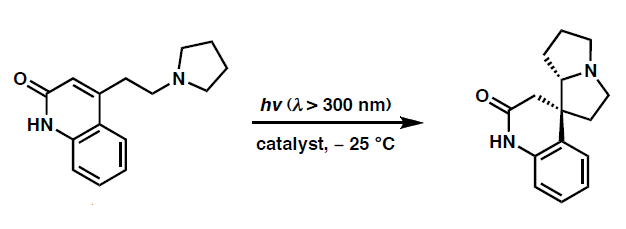 O
HN
N
hν (λ > 300 nm)
catalyst, – 25 °C
O
HN
N